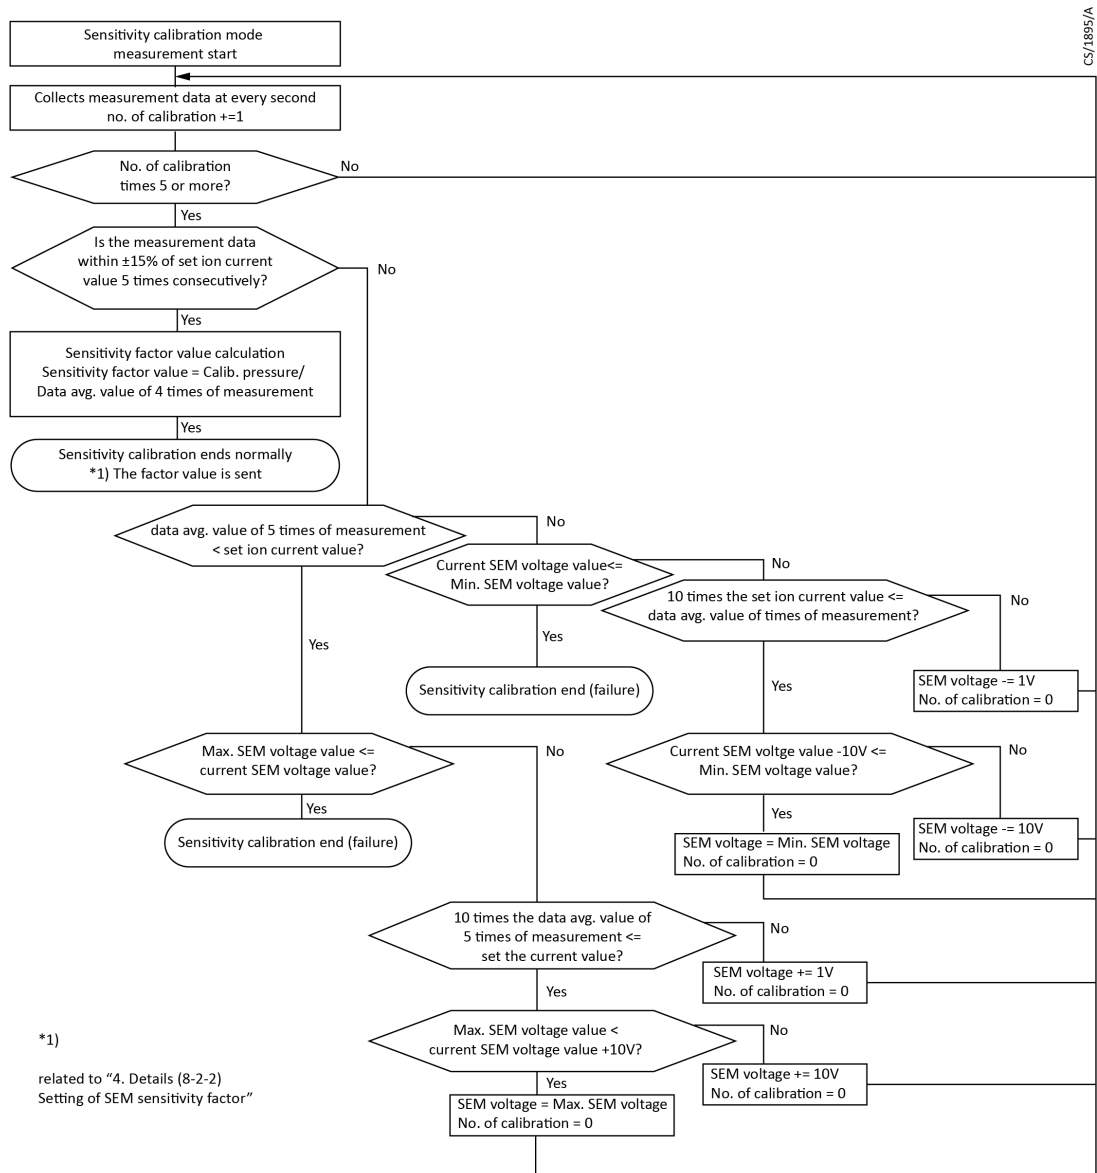 CS/1895/A
Sensitivity calibration mode
measurement start
Collects measurement data at every second
no. of calibration +=1
No. of calibration
times 5 or more?
No
Yes
Is the measurement data
within ±15% of set ion current
value 5 times consecutively?
No
Yes
Sensitivity factor value calculation
Sensitivity factor value = Calib. pressure/
Data avg. value of 4 times of measurement
Yes
Sensitivity calibration ends normally
*1) The factor value is sent
data avg. value of 5 times of measurement
< set ion current value?
No
Current SEM voltage value<=
Min. SEM voltage value?
No
10 times the set ion current value <=
data avg. value of times of measurement?
No
Yes
Yes
Sensitivity calibration end (failure)
Yes
SEM voltage -= 1V
No. of calibration = 0
Max. SEM voltage value <=
current SEM voltage value?
No
Current SEM voltge value -10V <=
Min. SEM voltage value?
No
Yes
Sensitivity calibration end (failure)
Yes
SEM voltage = Min. SEM voltage
No. of calibration = 0
SEM voltage -= 10V
No. of calibration = 0
10 times the data avg. value of
5 times of measurement <=
set the current value?
No
SEM voltage += 1V
No. of calibration = 0
Yes
Max. SEM voltage value <
current SEM voltage value +10V?
No
SEM voltage += 10V
No. of calibration = 0
Yes
SEM voltage = Max. SEM voltage
No. of calibration = 0
*1)
related to “4. Details (8-2-2)
Setting of SEM sensitivity factor”